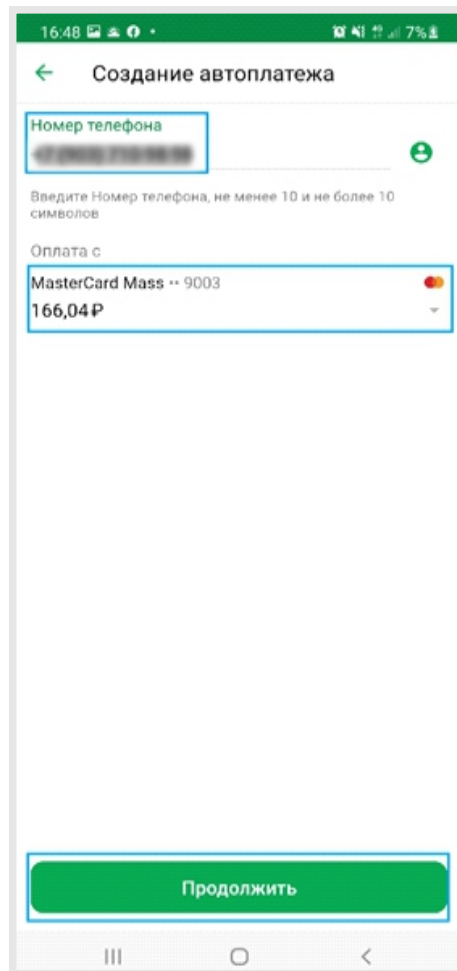 16:48 7%
Создание автоплатежа
Номер телефона
Введите Номер телефона, не менее 10 и не более 10
символов
Оплата с
MasterCard Mass •• 9003
166,04 ₽
Продолжить